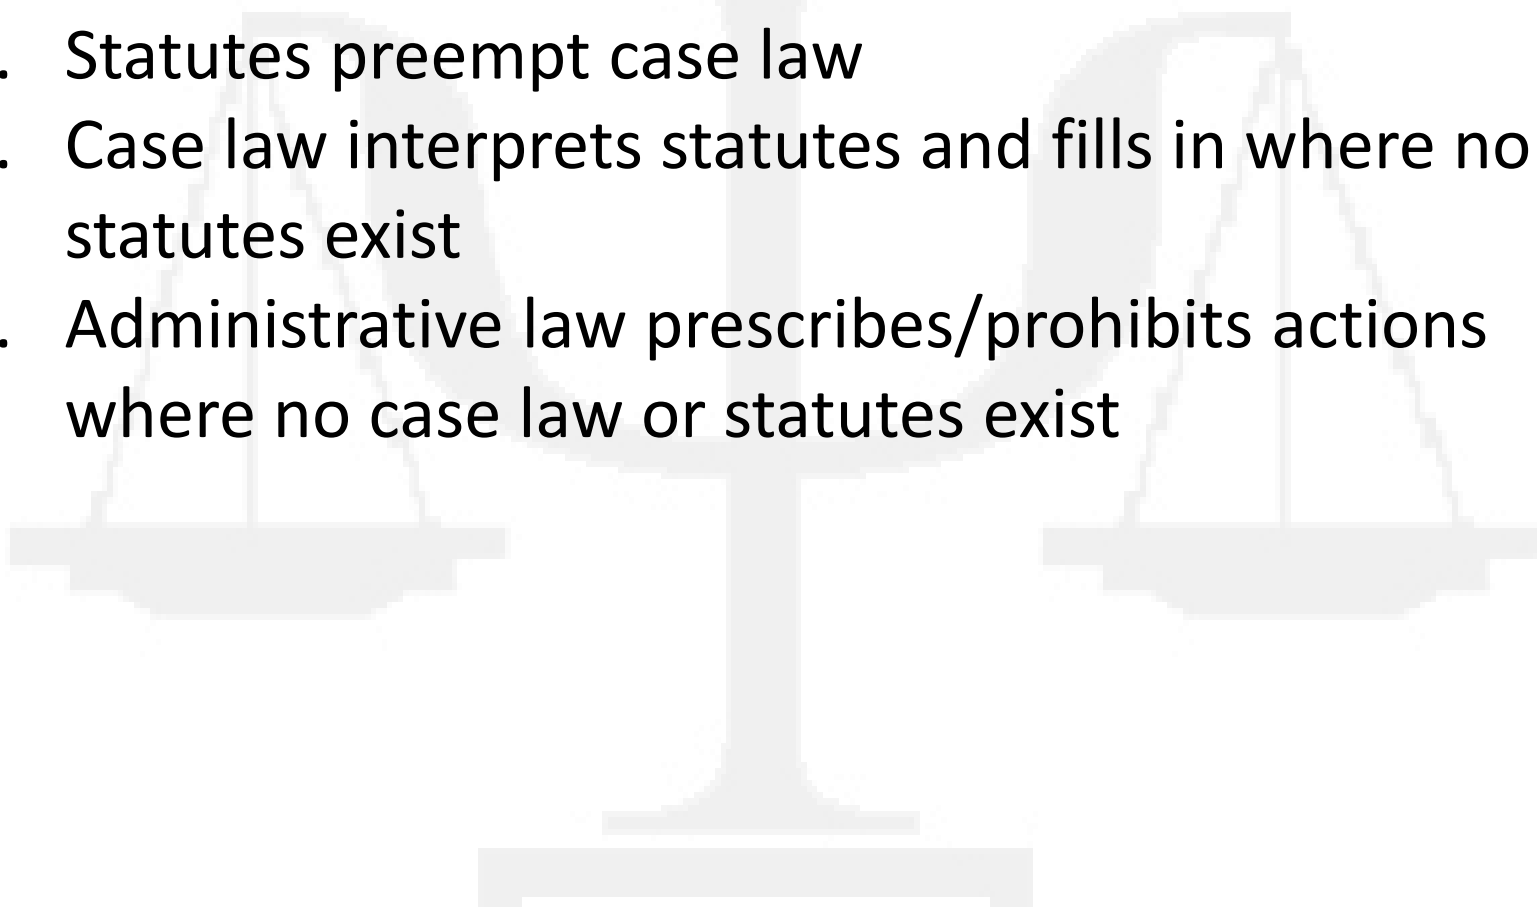 . Statutes preempt case law
. Case law interprets statutes and fills in where no
statutes exist
. Administrative law prescribes/prohibits actions
where no case law or statutes exist